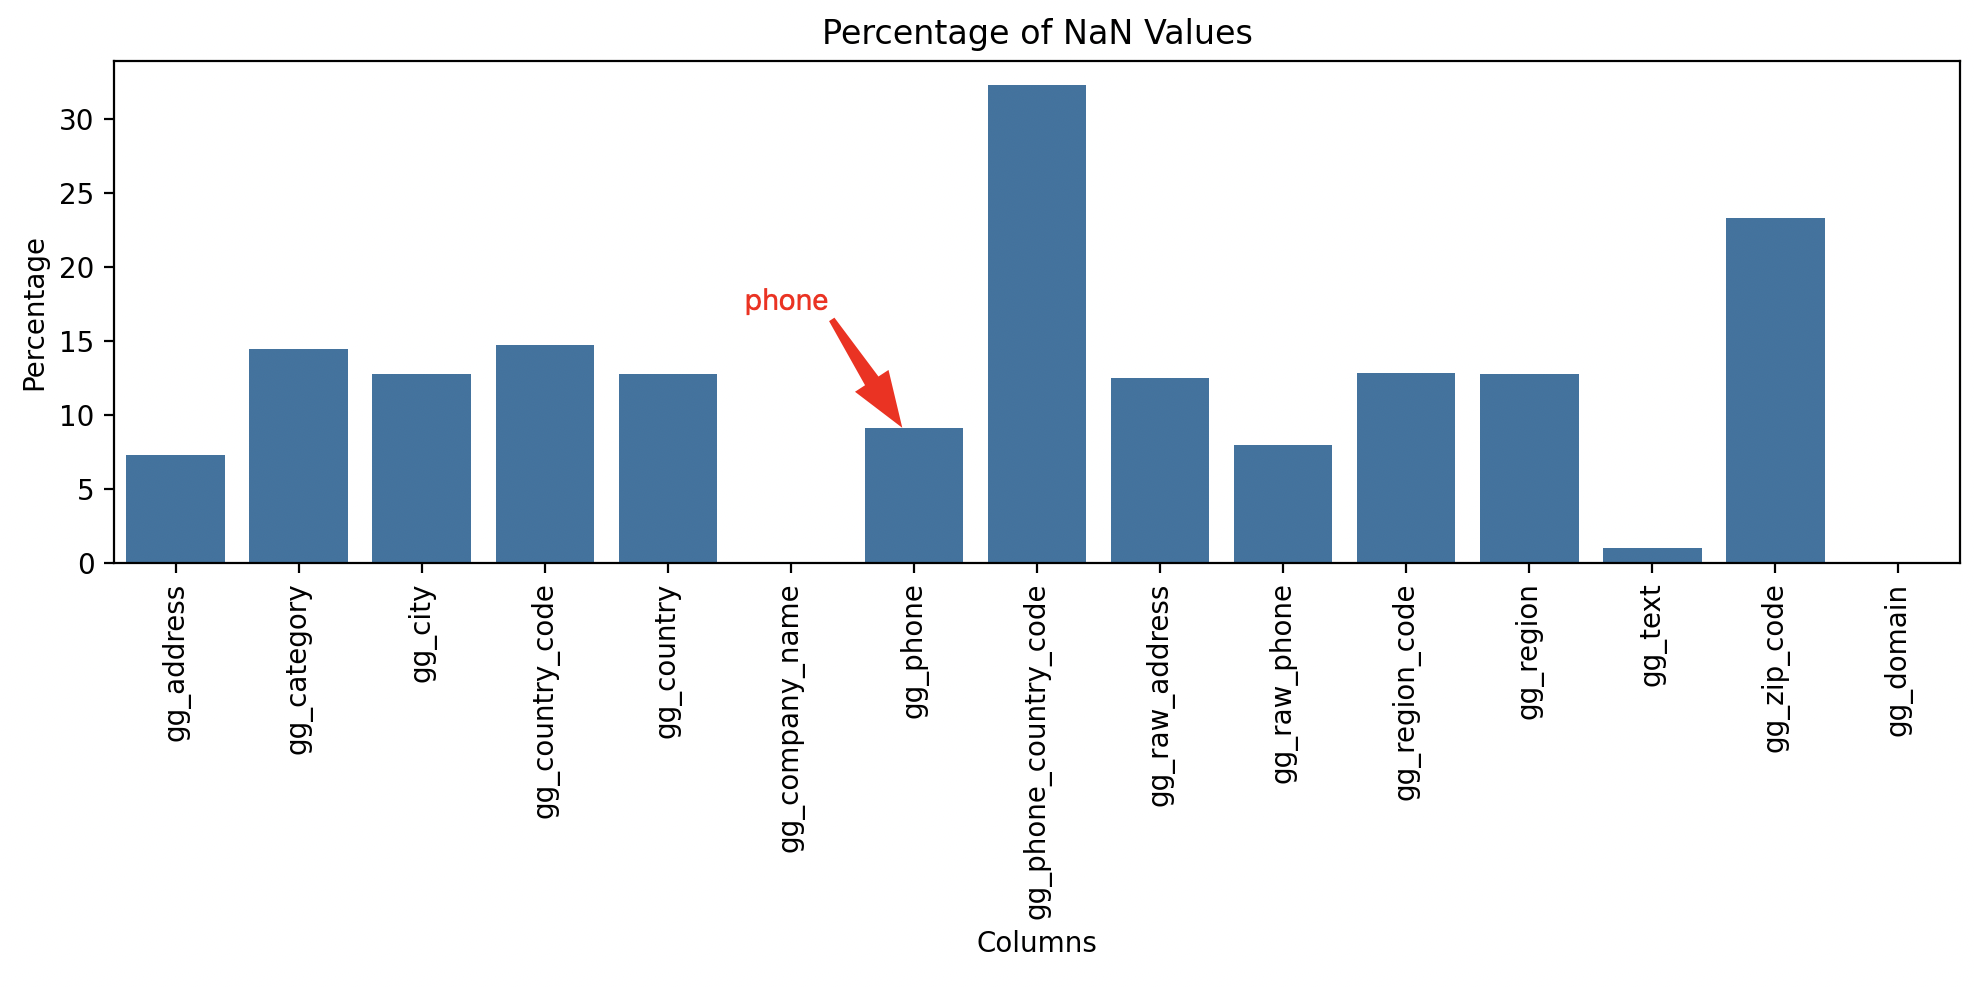 Percentage of NaN Values
Percentage
30
25
20
15
10
5
0
phone
gg_address
gg_category
gg_city
gg_country_code
gg_country
gg_company_name
gg_phone
gg_phone_country_code
gg_raw_address
gg_raw_phone
gg_region_code
gg_region
gg_text
gg_zip_code
gg_domain
Columns